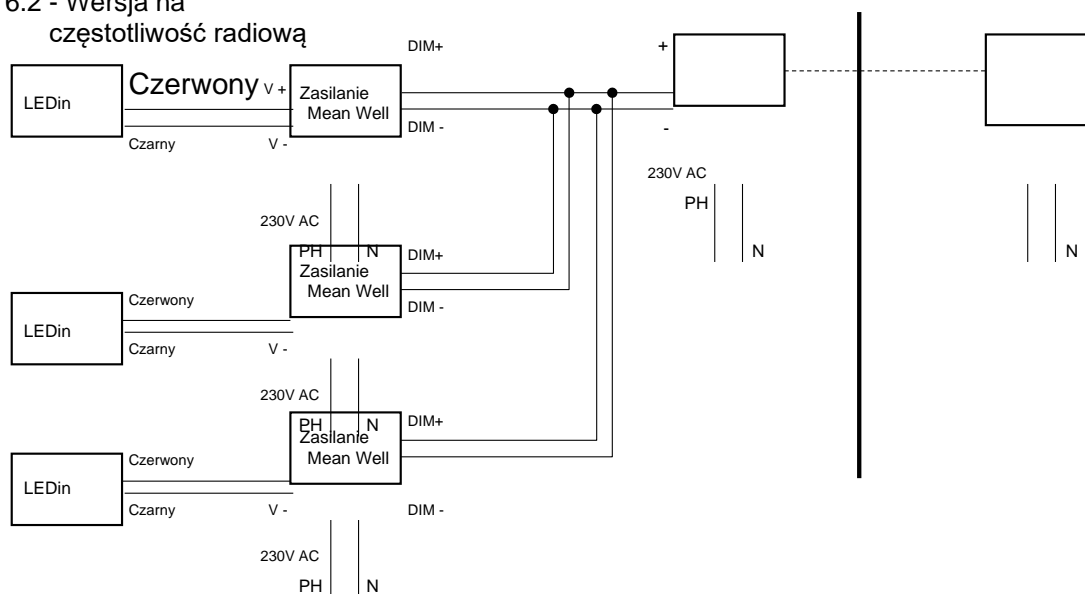 6.2 - Wersja na
częstotliwość radiową
DIM+
+
Czerwony V +
Zasilanie
Mean Well
LEDin
DIM -
-
Czarny
V -
230V AC
PH
N
N
230V AC
PH
N
DIM+
Zasilanie
Mean Well
Czerwony
DIM -
LEDin
Czarny
V -
230V AC
PH
N
DIM+
Zasilanie
Mean Well
Czerwony
LEDin
Czarny
V -
DIM -
230V AC
PH
N